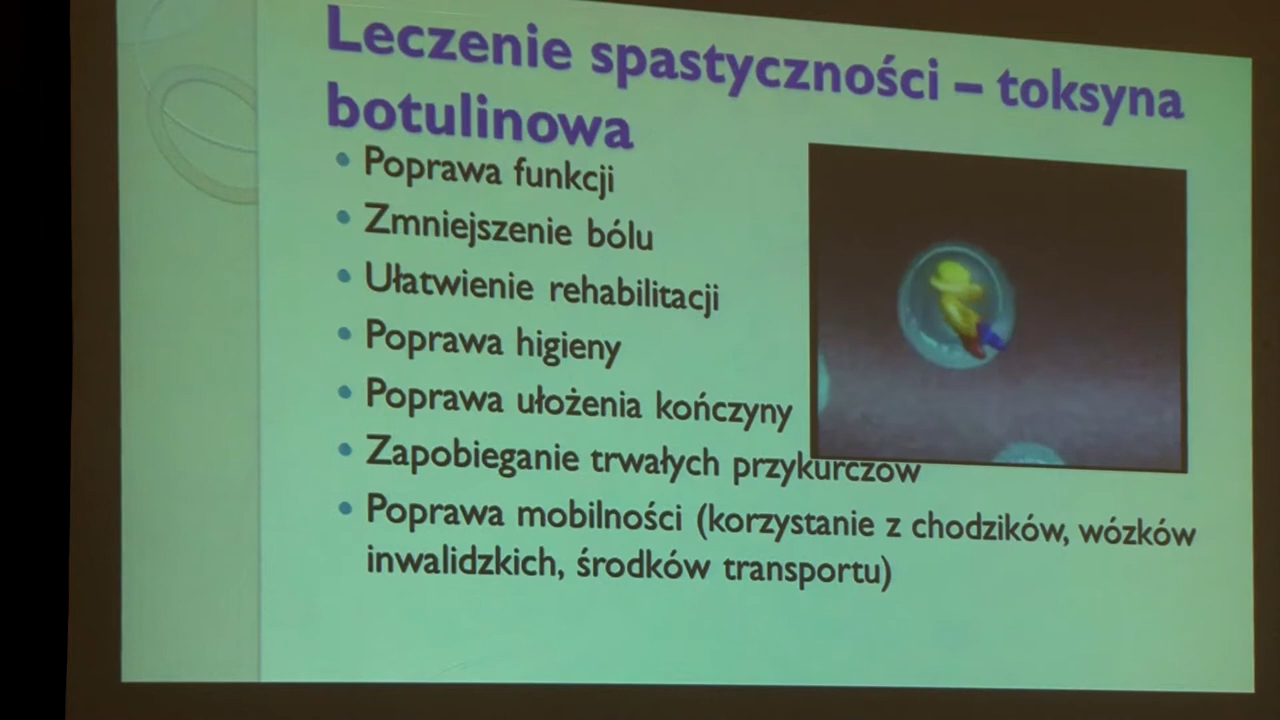 Leczenie spastyczności – toksyna
botulinowa
• Poprawa funkcji
• Zmniejszenie bólu
• Ułatwienie rehabilitacji
• Poprawa higieny
• Poprawa ułożenia kończyny
• Zapobieganie trwałych przykurczów
• Poprawa mobilności (korzystanie z chodzików, wózków
inwalidzkich, środków transportu)